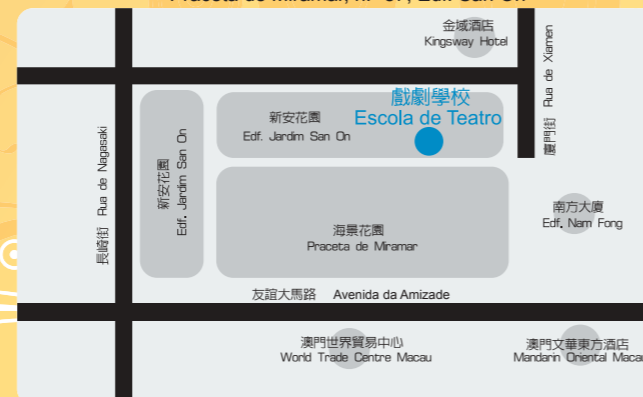 金域酒店
Kingsway Hotel
廈門街 Rua de Xiamen
戲劇學校
Escola de Teatro
新安花園
Edf. Jardim San On
長崎街 Rua de Nagasaki
新安花園
Edf. Jardim San On
南方大廈
Edf. Nam Fong
海景花園
Praceta de Miramar
友誼大馬路 Avenida da Amizade
澳門世界貿易中心
World Trade Centre Macau
澳門文華東方酒店
Mandarin Oriental Macau